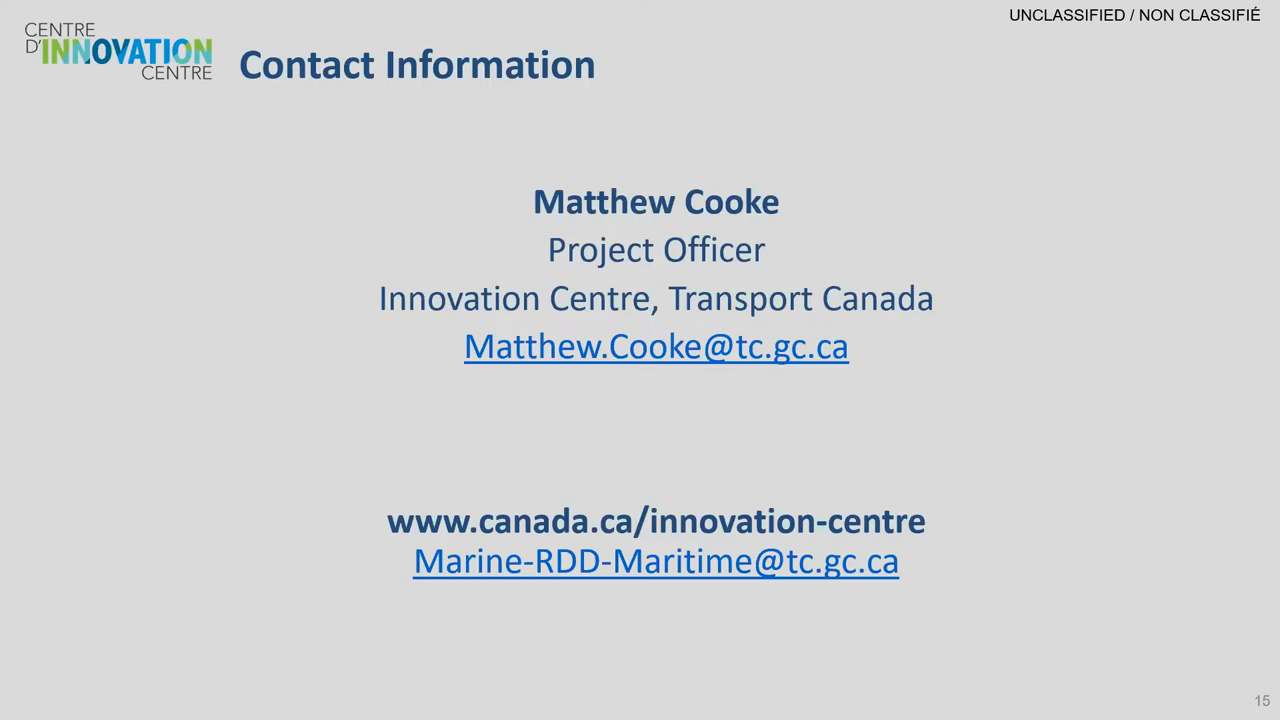 UNCLASSIFIED / NON CLASSIFIÉ
CENTRE
D'INNOVATION
CENTRE
Contact Information
Matthew Cooke
Project Officer
Innovation Centre, Transport Canada
Matthew.Cooke@tc.gc.ca
www.canada.ca/innovation-centre
Marine-RDD-Maritime@tc.gc.ca
15